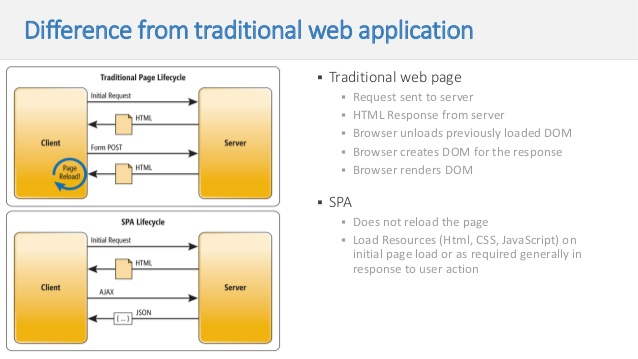 Difference from traditional web application
Traditional Page Lifecycle
Initial Request
HTML
Client
Server
Form POST
Page
Reload!
HTML
SPA Lifecycle
Initial Request
HTML
Client
Server
AJAX
JSON
{...}
▪ Traditional web page
▪ Request sent to server
▪ HTML Response from server
▪ Browser unloads previously loaded DOM
▪ Browser creates DOM for the response
▪ Browser renders DOM
▪ SPA
▪ Does not reload the page
▪ Load Resources (Html, CSS, JavaScript) on
initial page load or as required generally in
response to user action